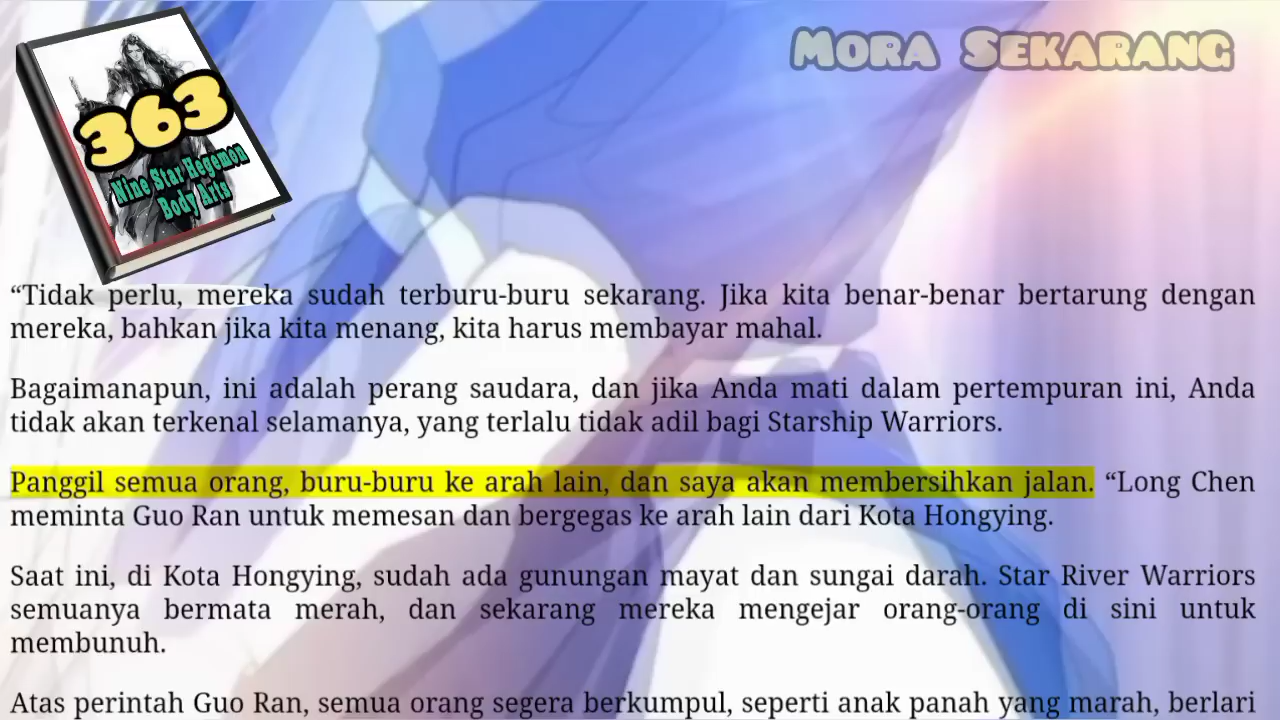 Mora Sekarang
363
Nine Star Hegemon
Body Arts
“Tidak perlu, mereka sudah terburu-buru sekarang. Jika kita benar-benar bertarung dengan
mereka, bahkan jika kita menang, kita harus membayar mahal.
Bagaimanapun, ini adalah perang saudara, dan jika Anda mati dalam pertempuran ini, Anda
tidak akan terkenal selamanya, yang terlalu tidak adil bagi Starship Warriors.
Panggil semua orang, buru-buru ke arah lain, dan saya akan membersihkan jalan. “Long Chen
meminta Guo Ran untuk memesan dan bergegas ke arah lain dari Kota Hongying.
Saat ini, di Kota Hongying, sudah ada gunungan mayat dan sungai darah. Star River Warriors
semuanya bermata merah, dan sekarang mereka mengejar orang-orang di sini untuk
membunuh.
Atas perintah Guo Ran, semua orang segera berkumpul, seperti anak panah yang marah, berlari